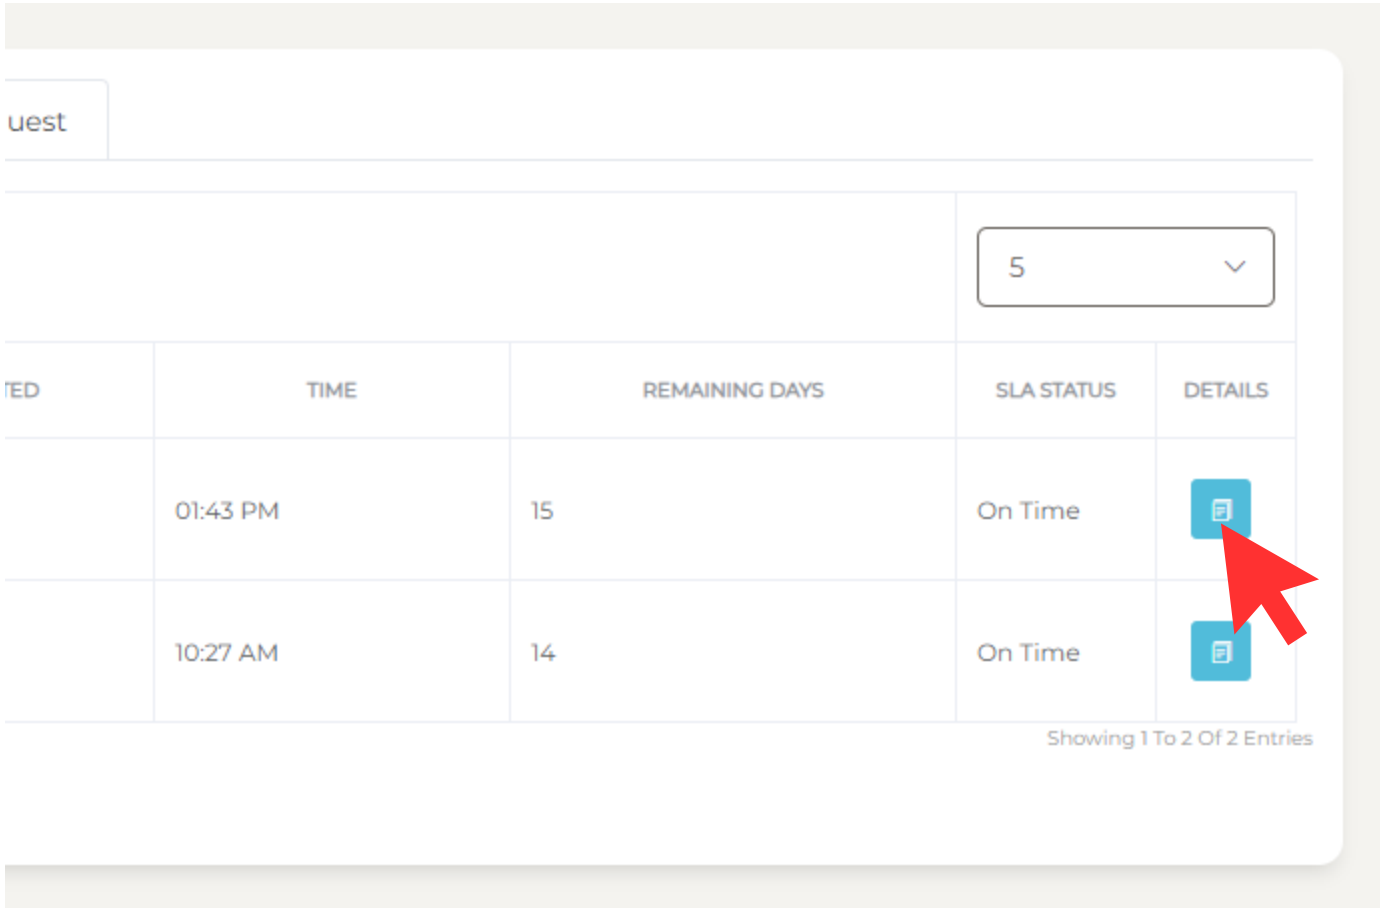 uest
5
TED TIME REMAINING DAYS SLA STATUS DETAILS
01:43 PM 15 On Time
10:27 AM 14 On Time
Showing 1 To 2 Of 2 Entries